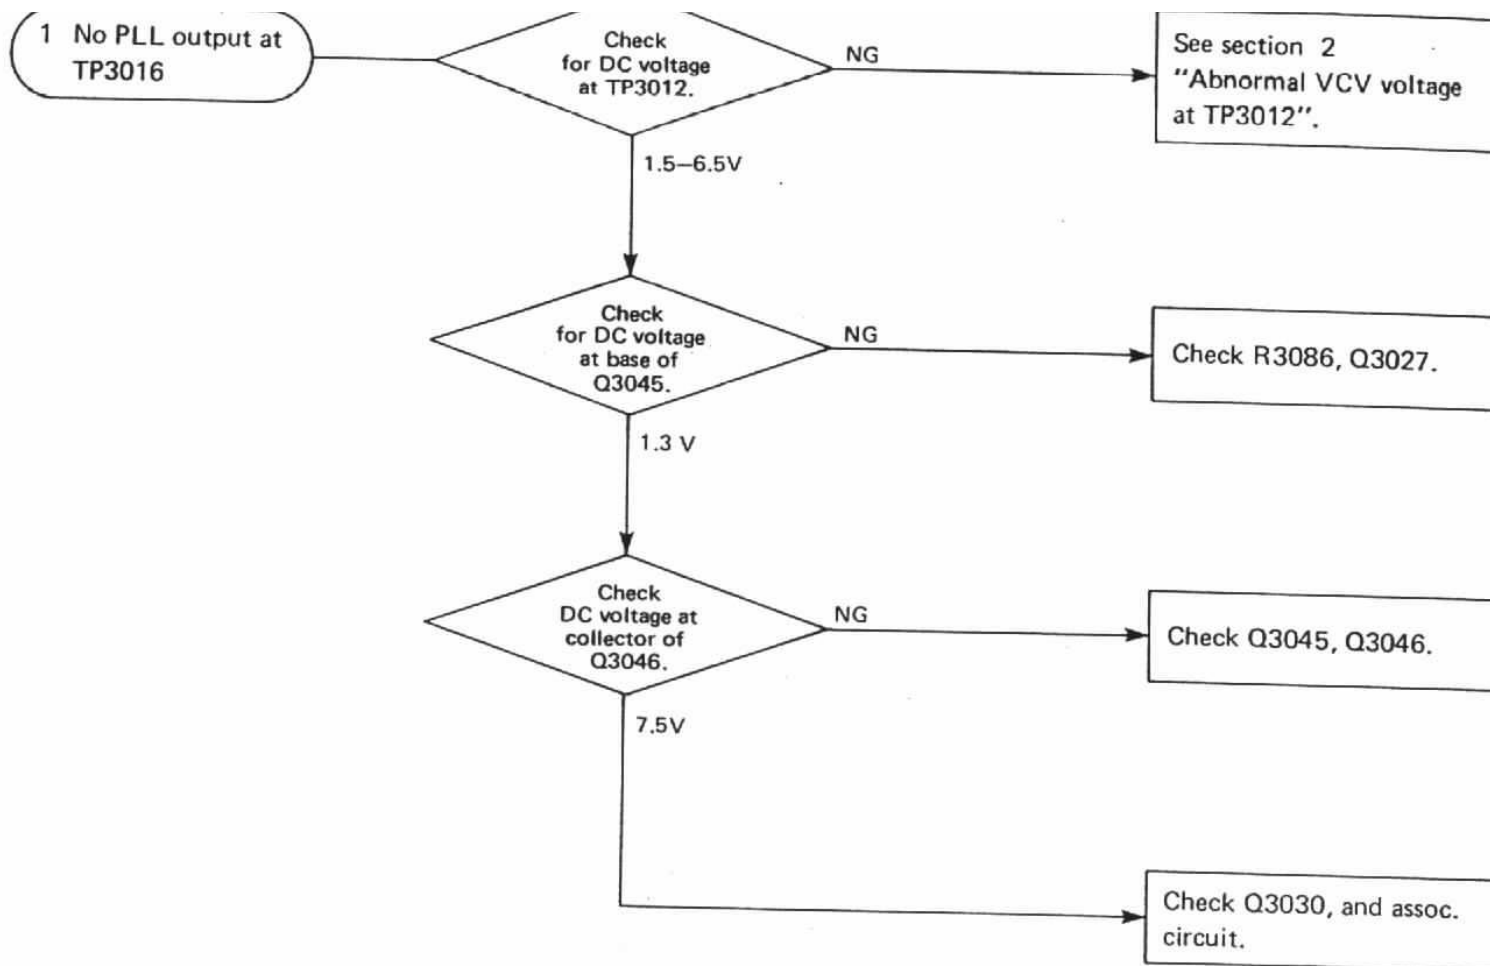 1 No PLL output at
TP3016
Check
for DC voltage
at TP3012.
NG
See section 2
"Abnormal VCV voltage
at TP3012".
1.5–6.5V
Check
for DC voltage
at base of
Q3045.
NG
Check R3086, Q3027.
1.3 V
Check
DC voltage at
collector of
Q3046.
NG
Check Q3045, Q3046.
7.5V
Check Q3030, and assoc.
circuit.